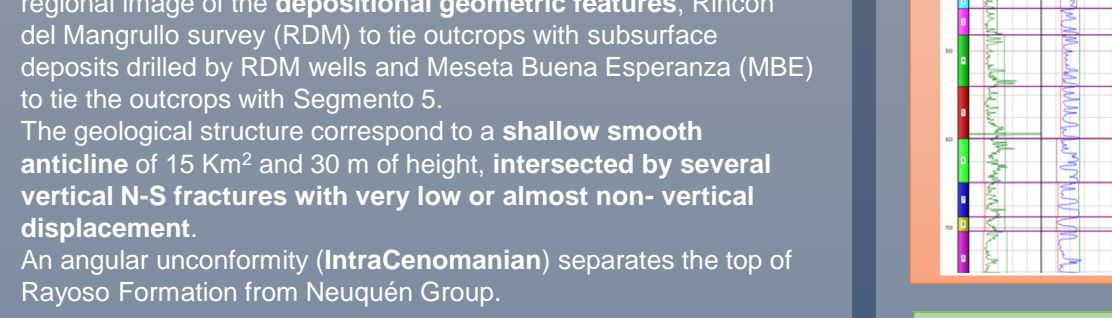 regional image of the depositional geometric features, Rincón
del Mangrullo survey (RDM) to tie outcrops with subsurface
deposits drilled by RDM wells and Meseta Buena Esperanza (MBE)
to tie the outcrops with Segmento 5.
The geological structure correspond to a shallow smooth
anticline of 15 Km2 and 30 m of height, intersected by several
vertical N-S fractures with very low or almost non- vertical
displacement.
An angular unconformity (IntraCenomanian) separates the top of
Rayoso Formation from Neuquén Group.